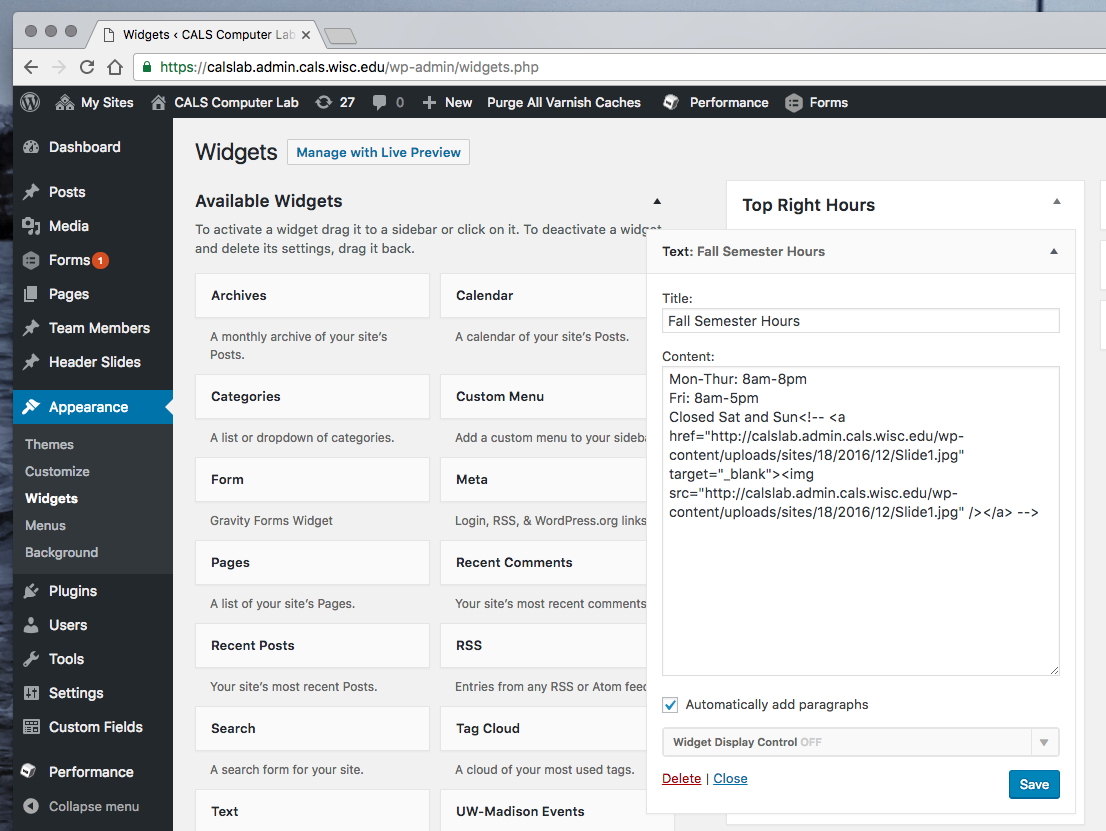 Widgets ‹ CALS Computer Lab
https://calslab.admin.cals.wisc.edu/wp-admin/widgets.php
My Sites CALS Computer Lab 27 0 New Purge All Varnish Caches Performance Forms
Dashboard
Posts
Media
Forms 1
Pages
Team Members
Header Slides
Appearance
Themes
Customize
Widgets
Menus
Background
Plugins
Users
Tools
Settings
Custom Fields
Performance
Collapse menu
Widgets Manage with Live Preview
Available Widgets
To activate a widget drag it to a sidebar or click on it. To deactivate a widget
and delete its settings, drag it back.
Archives
A monthly archive of your site's
Posts.
Calendar
A calendar of your site's Posts.
Categories
A list or dropdown of categories.
Custom Menu
Add a custom menu to your sideba
Form
Gravity Forms Widget
Meta
Login, RSS, & WordPress.org links
Pages
A list of your site's Pages.
Recent Comments
Your site's most recent comments
Recent Posts
Your site's most recent Posts.
RSS
Entries from any RSS or Atom feed
Search
A search form for your site.
Tag Cloud
A cloud of your most used tags.
Text
UW-Madison Events
Top Right Hours
Text: Fall Semester Hours
Title:
Fall Semester Hours
Content:
Mon-Thur: 8am-8pm
Fri: 8am-5pm
Closed Sat and Sun<!-- <a
href="http://calslab.admin.cals.wisc.edu/wp-
content/uploads/sites/18/2016/12/Slide1.jpg"
target="_blank"><img
src="http://calslab.admin.cals.wisc.edu/wp-
content/uploads/sites/18/2016/12/Slide1.jpg" /></a> -->
Automatically add paragraphs
Widget Display Control OFF
Delete | Close
Save